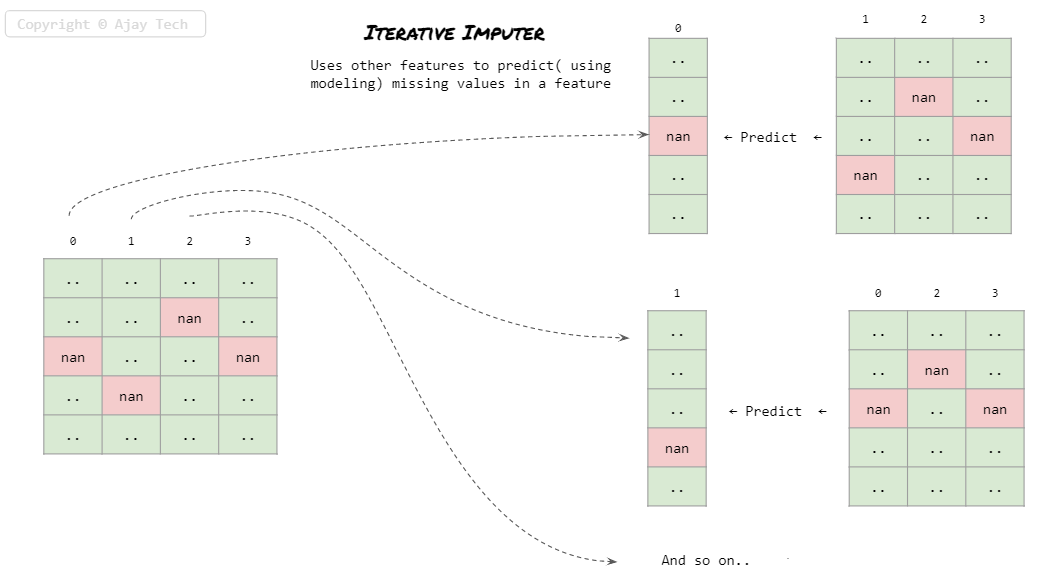 Copyright © Ajay Tech
Iterative Imputer
Uses other features to predict( using
modeling) missing values in a feature
0 1 2 3
.. .. .. ..
.. .. nan ..
nan .. .. nan
.. nan .. ..
.. .. .. ..
0
..
..
nan
..
..
← Predict ←
1 2 3
.. .. ..
.. nan ..
.. .. nan
nan .. ..
.. .. ..
1
..
..
..
nan
..
← Predict ←
0 2 3
.. .. ..
.. nan ..
nan .. nan
.. .. ..
.. .. ..
And so on..